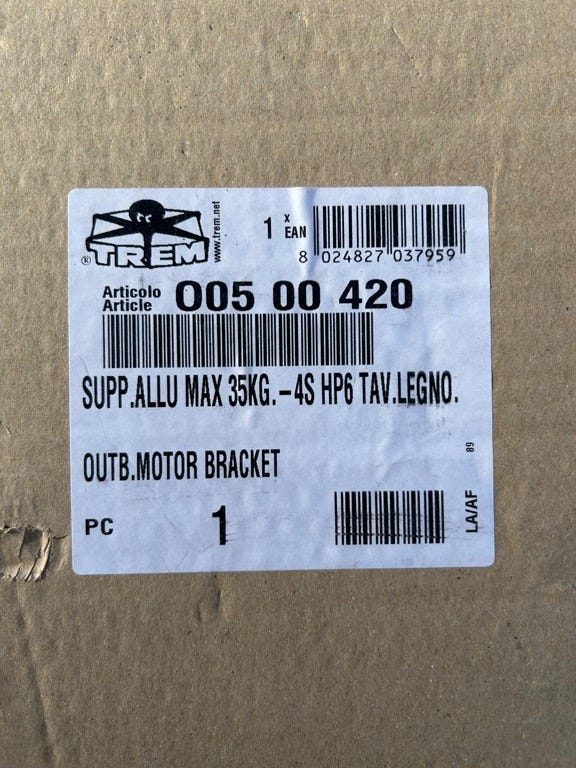 ® TREM
www.trem.net
1 x EAN
8 024827 037959
Articolo
Article O05 00 420
SUPP.ALLU MAX 35KG.-4S HP6 TAV.LEGNO.
OUTB.MOTOR BRACKET
89
PC 1
LA/AF